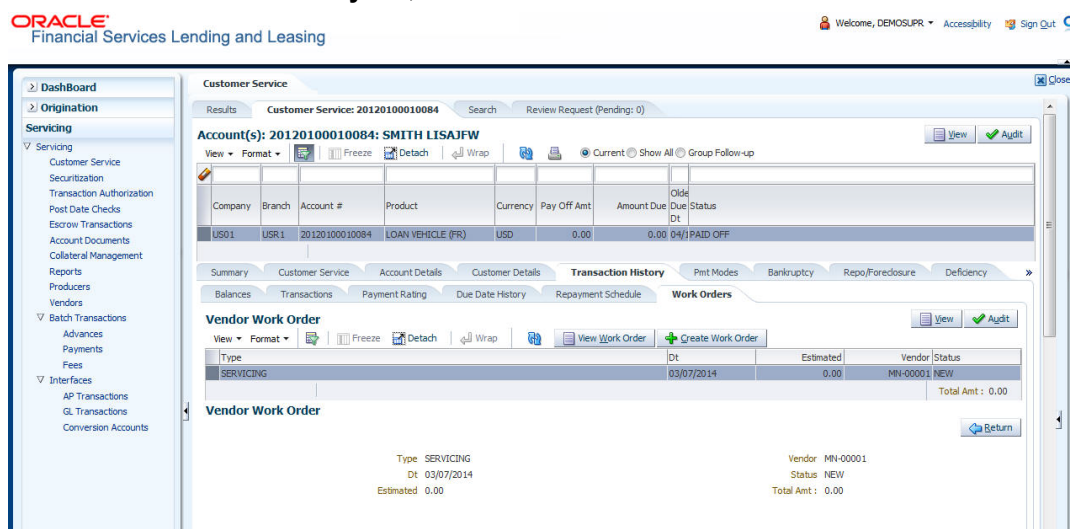 ORACLE
Financial Services Lending and Leasing
Welcome, DEMOSUPR Accessibility Sign Out
DashBoard
Origination
Servicing
Servicing
Customer Service
Securitization
Transaction Authorization
Post Date Checks
Escrow Transactions
Account Documents
Collateral Management
Reports
Producers
Vendors
Batch Transactions
Advances
Payments
Fees
Interfaces
AP Transactions
GL Transactions
Conversion Accounts
Customer Service
Close
Results Customer Service: 20120100010084 Search Review Request (Pending: 0)
Account(s): 20120100010084: SMITH LISAJFW
View Audit
View Format Freeze Detach Wrap Current Show All Group Follow-up
Company Branch Account # Product Currency Pay Off Amt Amount Due Olde Due Dt Status
US01 USR1 20120100010084 LOAN VEHICLE (FR) USD 0.00 0.00 04/1 PAID OFF
Summary Customer Service Account Details Customer Details Transaction History Pmt Modes Bankruptcy Repo/Foreclosure Deficiency »
Balances Transactions Payment Rating Due Date History Repayment Schedule Work Orders
Vendor Work Order
View Audit
View Format Freeze Detach Wrap View Work Order Create Work Order
Type Dt Estimated Vendor Status
SERVICING 03/07/2014 0.00 MN-00001 NEW
Total Amt : 0.00
Vendor Work Order
Return
Type SERVICING Vendor MN-00001
Dt 03/07/2014 Status NEW
Estimated 0.00 Total Amt : 0.00